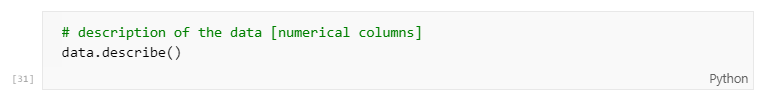 # description of the data [numerical columns]
data.describe()
[31]
Python